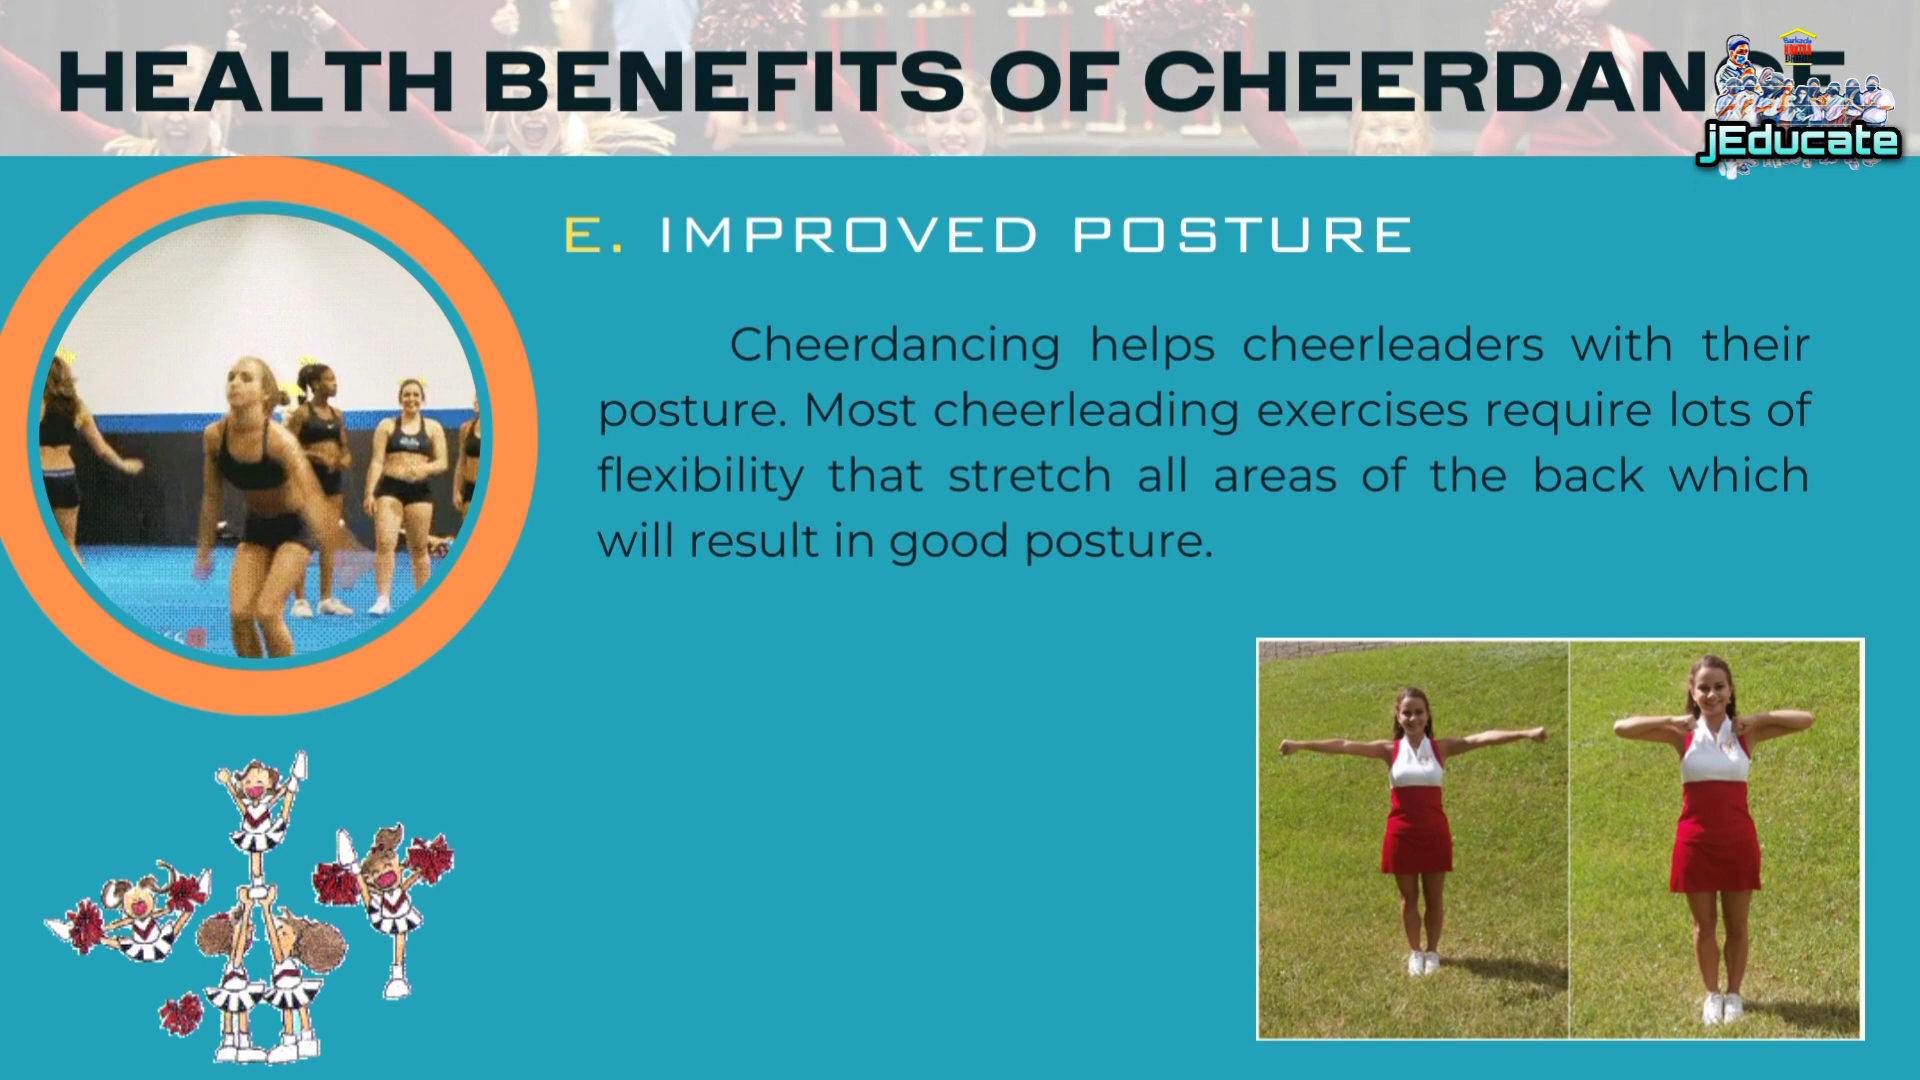 HEALTH BENEFITS OF CHEERDANCE
jEducate
E. IMPROVED POSTURE
Cheerdancing helps cheerleaders with their
posture. Most cheerleading exercises require lots of
flexibility that stretch all areas of the back which
will result in good posture.